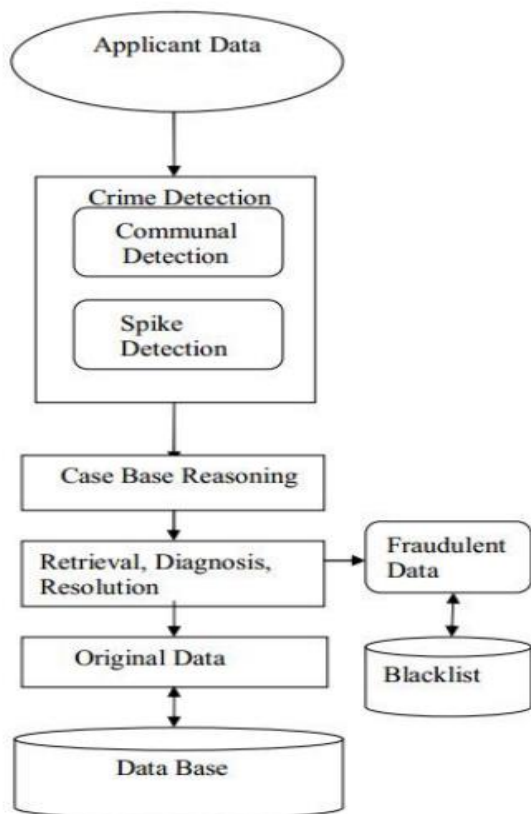 Applicant Data
Crime Detection
Communal
Detection
Spike
Detection
Case Base Reasoning
Retrieval, Diagnosis,
Resolution
Fraudulent
Data
Original Data
Blacklist
Data Base